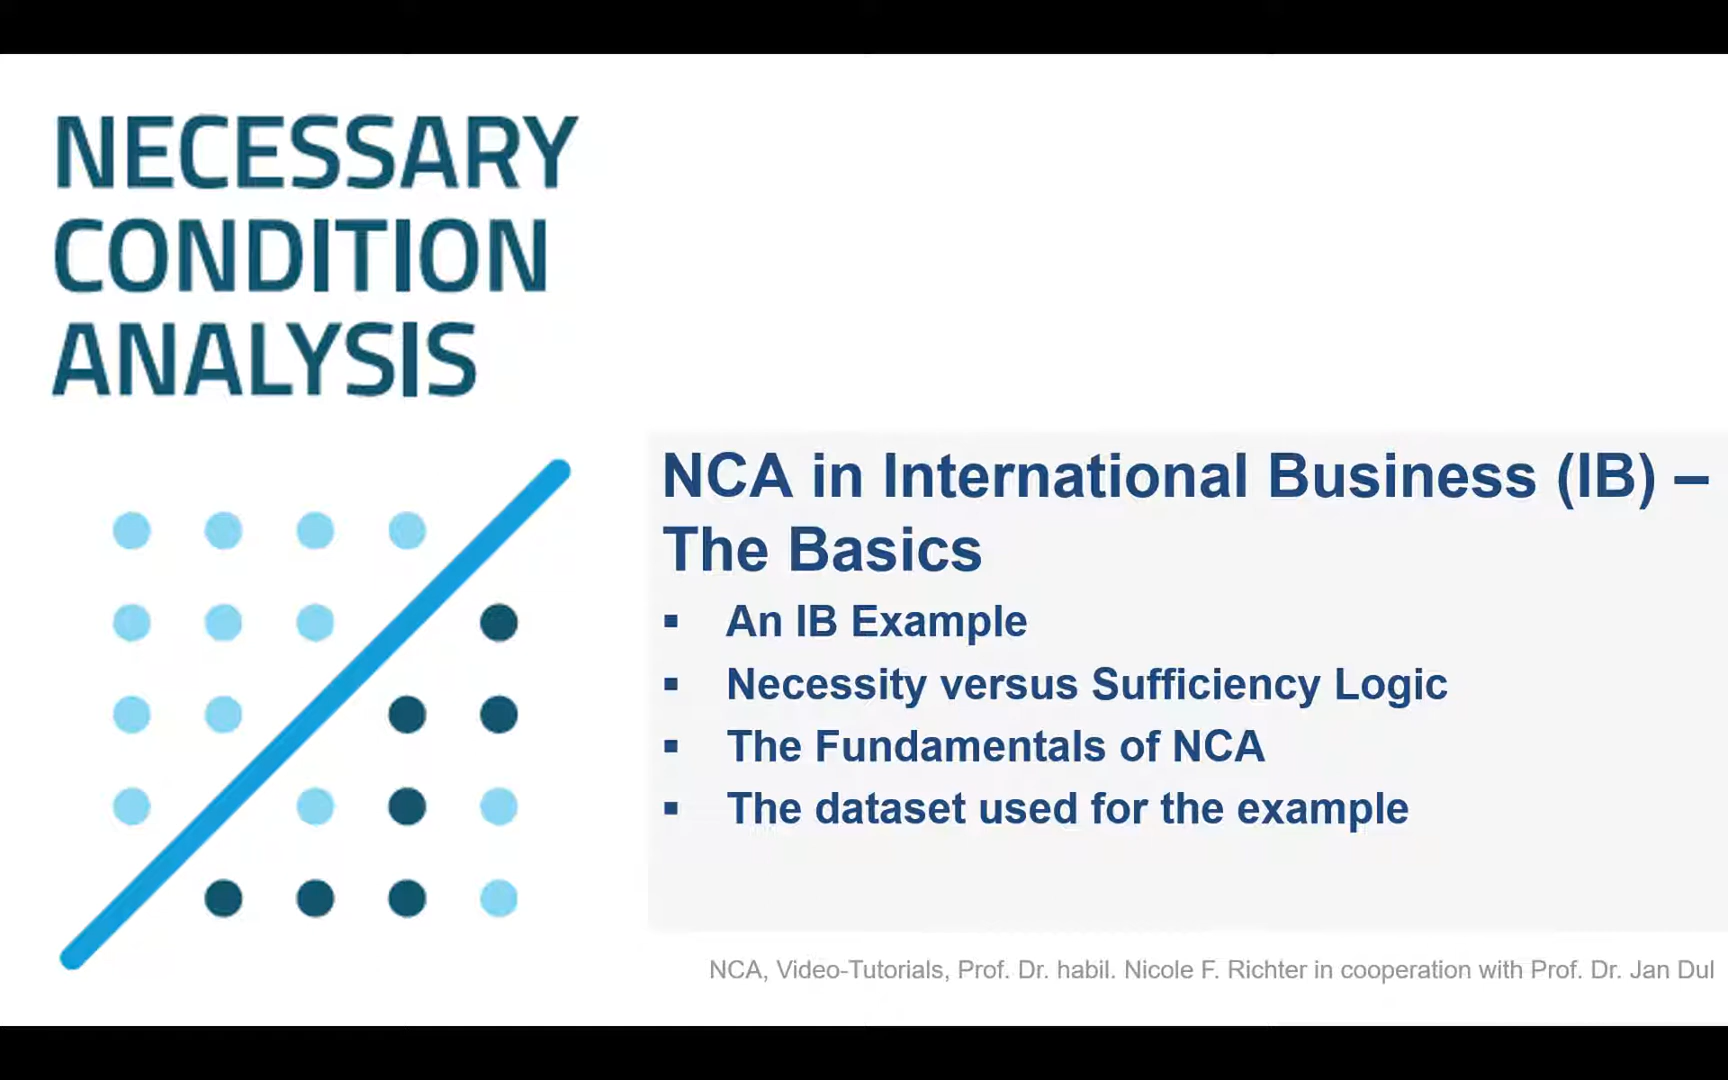 NECESSARY
CONDITION
ANALYSIS
NCA in International Business (IB) –
The Basics
▪ An IB Example
▪ Necessity versus Sufficiency Logic
▪ The Fundamentals of NCA
▪ The dataset used for the example
NCA, Video-Tutorials, Prof. Dr. habil. Nicole F. Richter in cooperation with Prof. Dr. Jan Dul